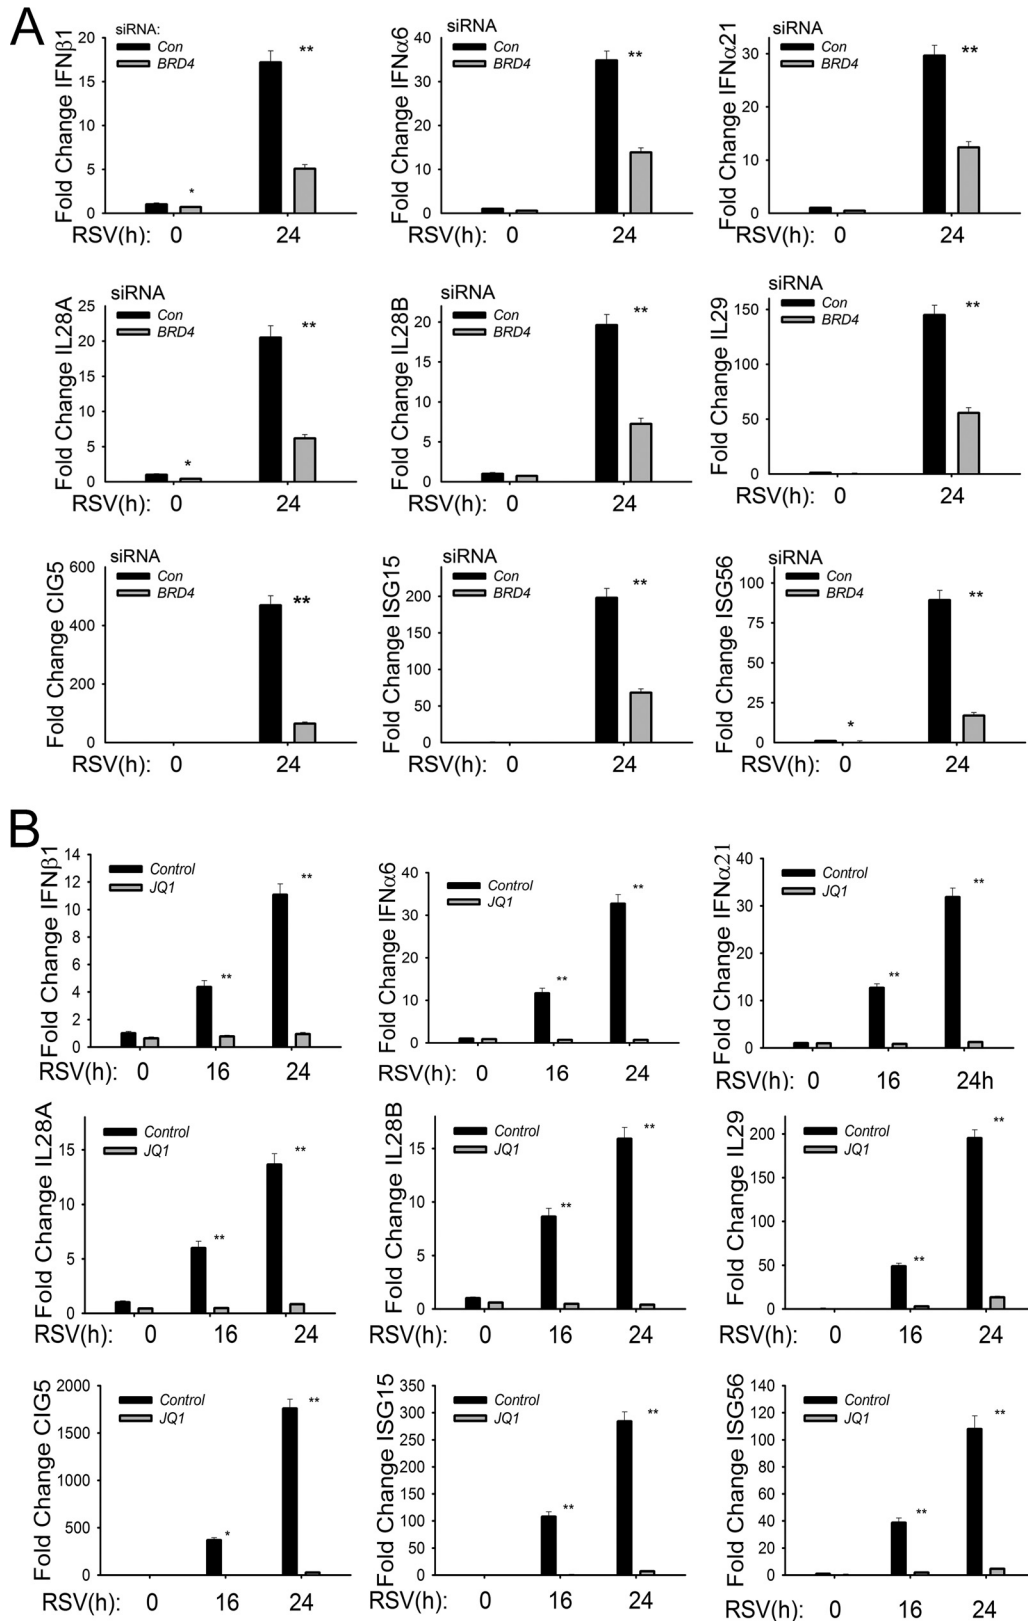 A
siRNA:
Con
BRD4
Fold Change IFNβ1
20
15
10
5
0
*
**
RSV(h): 0 24
siRNA
Con
BRD4
Fold Change IFNα6
40
30
20
10
0
**
0 24
siRNA
Con
BRD4
Fold Change IFNα21
30
20
10
0
**
0 24
siRNA
Con
BRD4
Fold Change IL28A
25
20
15
10
5
0
*
**
RSV(h): 0 24
siRNA
Con
BRD4
Fold Change IL28B
20
15
10
5
0
**
RSV(h): 0 24
siRNA
Con
BRD4
Fold Change IL29
150
100
50
0
**
RSV(h): 0 24
siRNA
Con
BRD4
Fold Change CIG5
600
400
200
0
**
RSV(h): 0 24
siRNA
Con
BRD4
Fold Change ISG15
200
150
100
50
0
**
RSV(h): 0 24
siRNA
Con
BRD4
Fold Change ISG56
100
75
50
25
0
*
**
RSV(h): 0 24
B
Control
JQ1
Fold Change IFNβ1
14
12
10
8
6
4
2
0
**
**
RSV(h): 0 16 24
Control
JQ1
Fold Change IFNα6
40
30
20
10
0
**
**
RSV(h): 0 16 24
Control
JQ1
Fold Change IFNα21
40
30
20
10
0
**
**
RSV(h): 0 16 24h
Control
JQ1
Fold Change IL28A
15
10
5
0
**
**
RSV(h): 0 16 24
Control
JQ1
Fold Change IL28B
15
10
5
0
**
**
RSV(h): 0 16 24
Control
JQ1
Fold Change IL29
200
150
100
50
0
**
**
RSV(h): 0 16 24
Control
JQ1
Fold Change CIG5
2000
1500
1000
500
0
*
**
RSV(h): 0 16 24
Control
JQ1
Fold Change ISG15
350
300
250
200
150
100
50
0
**
**
RSV(h): 0 16 24
Control
JQ1
Fold Change ISG56
140
120
100
80
60
40
20
0
**
**
RSV(h): 0 16 24